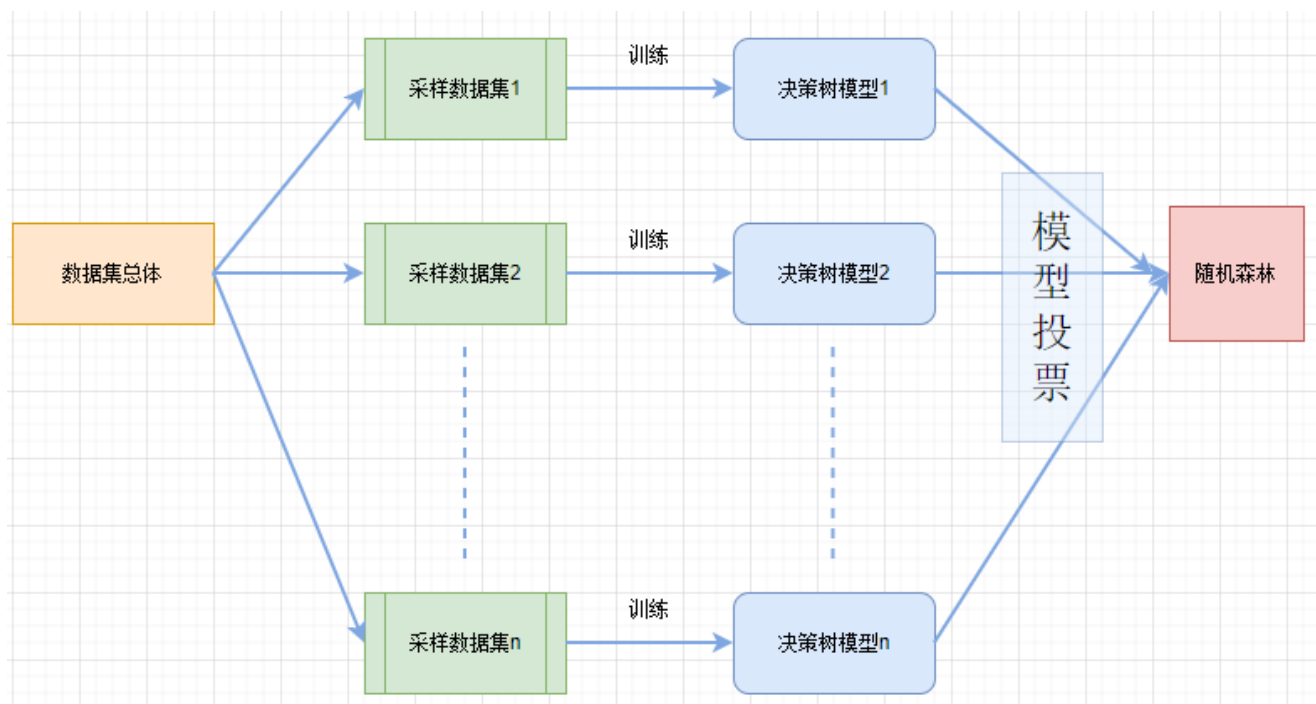 采样数据集1
训练
决策树模型1
数据集总体
采样数据集2
训练
决策树模型2
模型投票
随机森林
采样数据集n
训练
决策树模型n